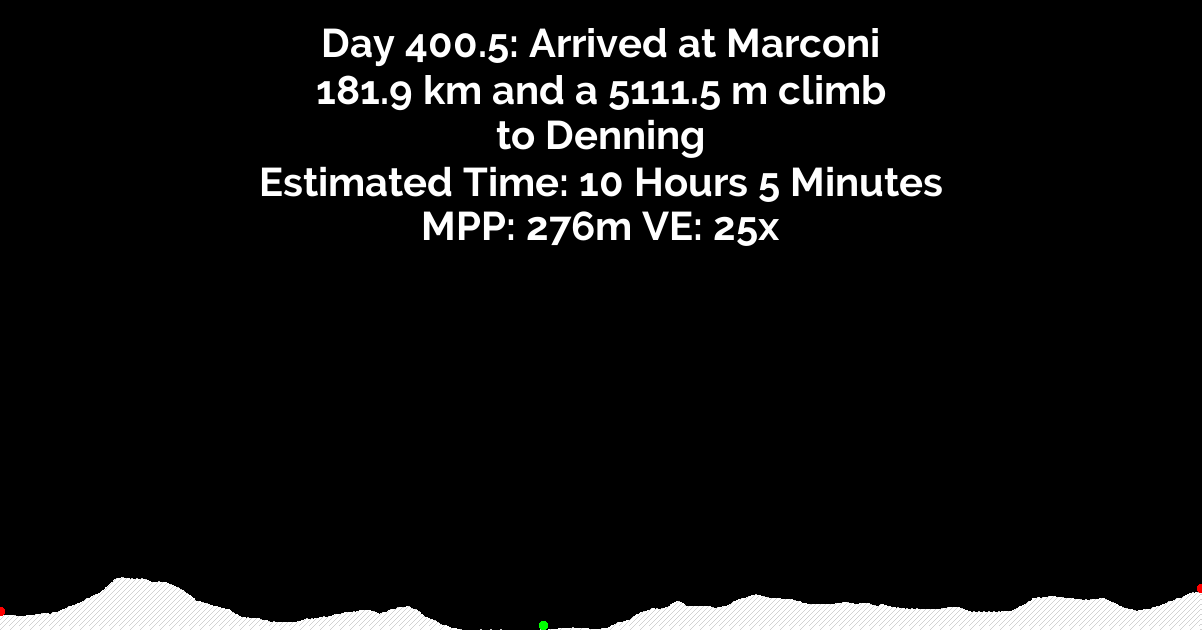 Day 400.5: Arrived at Marconi
181.9 km and a 5111.5 m climb
to Denning
Estimated Time: 10 Hours 5 Minutes
MPP: 276m VE: 25x